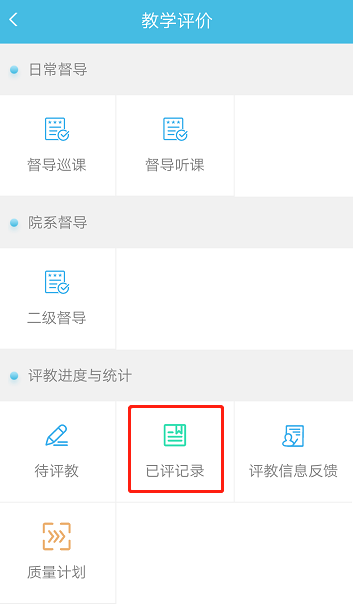 教学评价
日常督导
督导巡课 督导听课
院系督导
二级督导
评教进度与统计
待评教 已评记录 评教信息反馈
质量计划